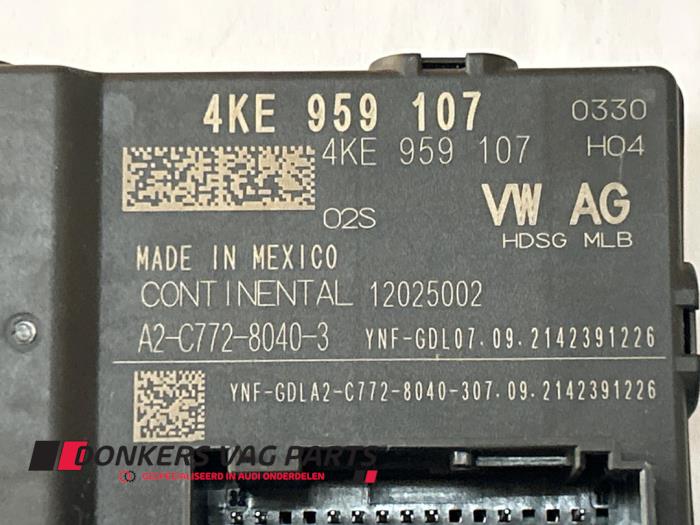 4KE 959 107 0330
4KE 959 107 H04
02S VW AG
HDSG MLB
MADE IN MEXICO
CONTINENTAL 12025002
A2-C772-8040-3 YNF-GDL07.09.2142391226
YNF-GDLA2-C772-8040-307.09.2142391226
DONKERS VAG PARTS
GESPECIALISEERD IN AUDI ONDERDELEN